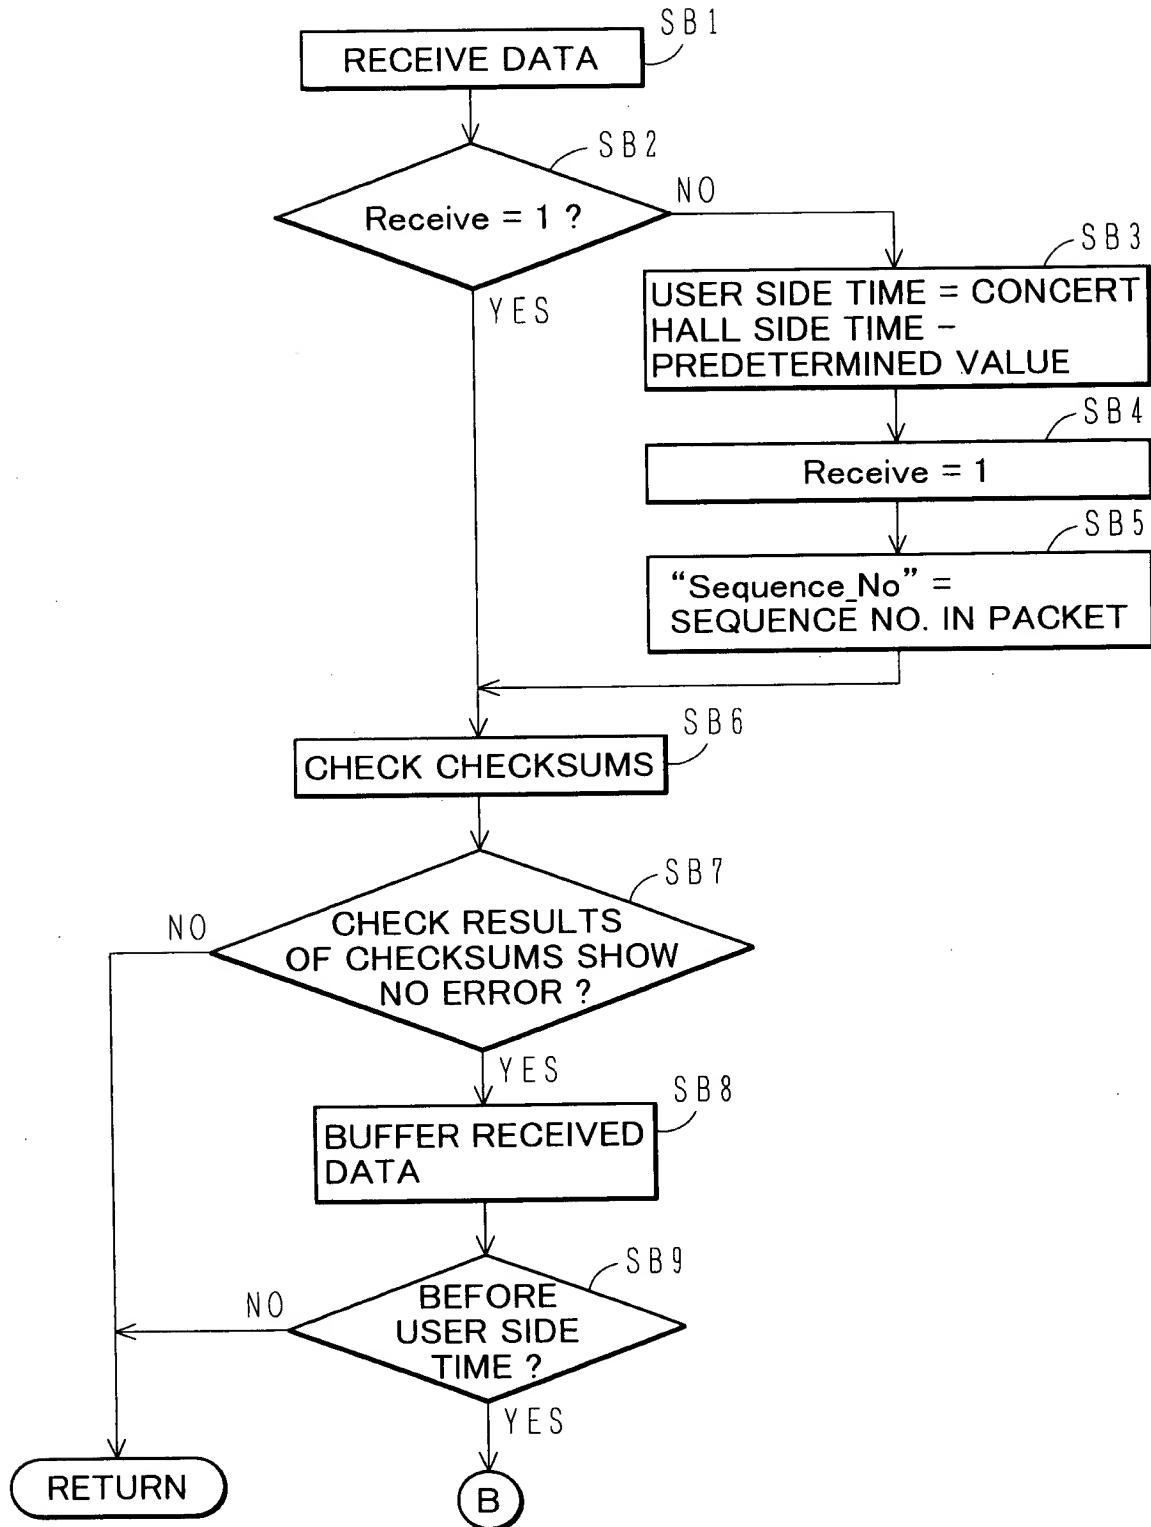 SB1
RECEIVE DATA
SB2
Receive = 1 ?
NO
YES
SB3
USER SIDE TIME = CONCERT
HALL SIDE TIME –
PREDETERMINED VALUE
SB4
Receive = 1
SB5
“Sequence_No” =
SEQUENCE NO. IN PACKET
SB6
CHECK CHECKSUMS
SB7
CHECK RESULTS
OF CHECKSUMS SHOW
NO ERROR ?
NO
YES
SB8
BUFFER RECEIVED
DATA
SB9
BEFORE
USER SIDE
TIME ?
NO
YES
RETURN
B